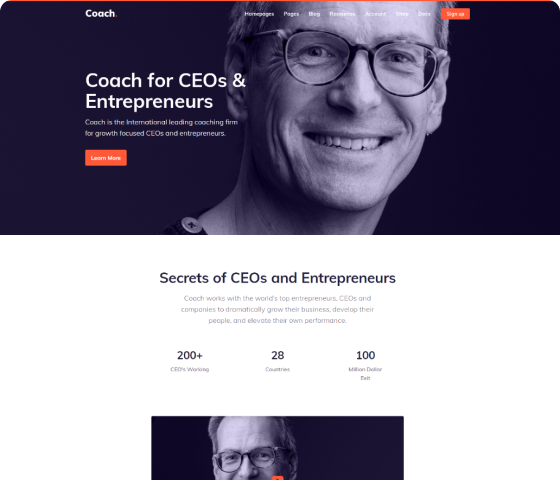 Coach.
Homepages Pages Blog Resources Account Shop Docs Sign up
Coach for CEOs &
Entrepreneurs
Coach is the International leading coaching firm
for growth focused CEOs and entrepreneurs.
Learn More
Secrets of CEOs and Entrepreneurs
Coach works with the world's top entrepreneurs, CEOs and
companies to dramatically grow their business, develop their
people, and elevate their own performance.
200+ 28 100
CEO's Working Countries Million Dollar
Exit